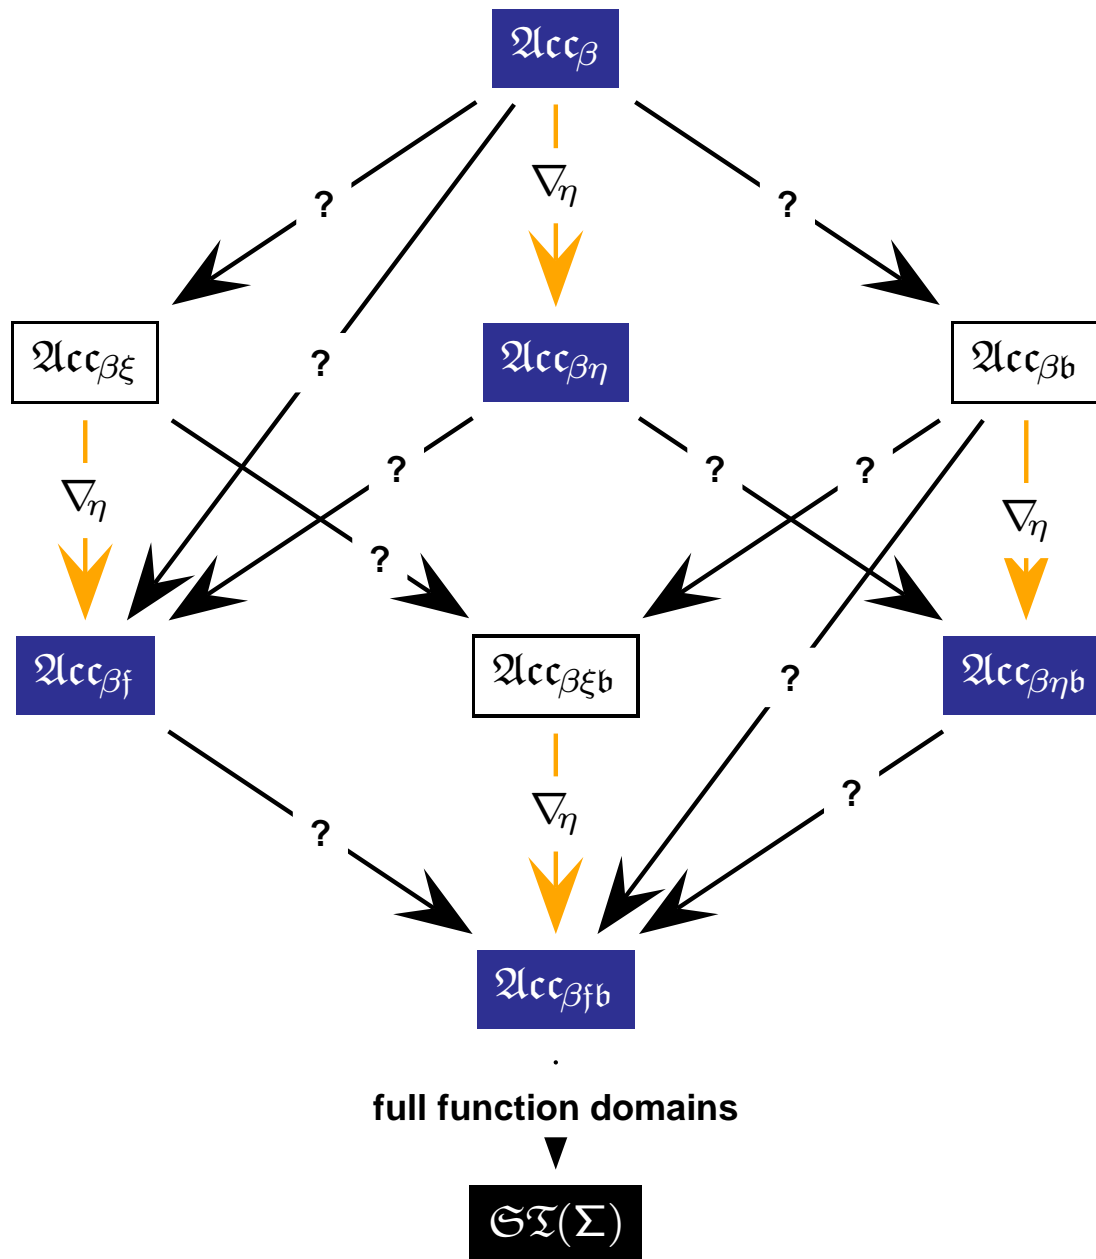 𝔄𝔠𝔠β
∇η
? ?
?
𝔄𝔠𝔠βξ 𝔄𝔠𝔠βη 𝔄𝔠𝔠β𝔟
? ? ?
∇η ∇η
?
𝔄𝔠𝔠β𝔣 𝔄𝔠𝔠βξ𝔟 𝔄𝔠𝔠βη𝔟
?
? ∇η ?
𝔄𝔠𝔠β𝔣𝔟
.
full function domains
𝔖𝔗(Σ)